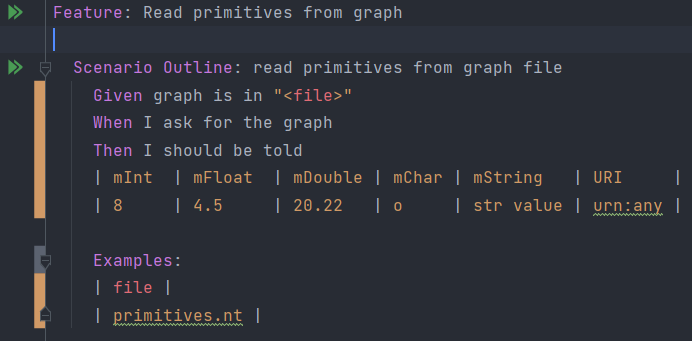 Feature: Read primitives from graph
Scenario Outline: read primitives from graph file
Given graph is in "<file>"
When I ask for the graph
Then I should be told
| mInt | mFloat | mDouble | mChar | mString | URI |
| 8 | 4.5 | 20.22 | o | str value | urn:any |
Examples:
| file |
| primitives.nt |